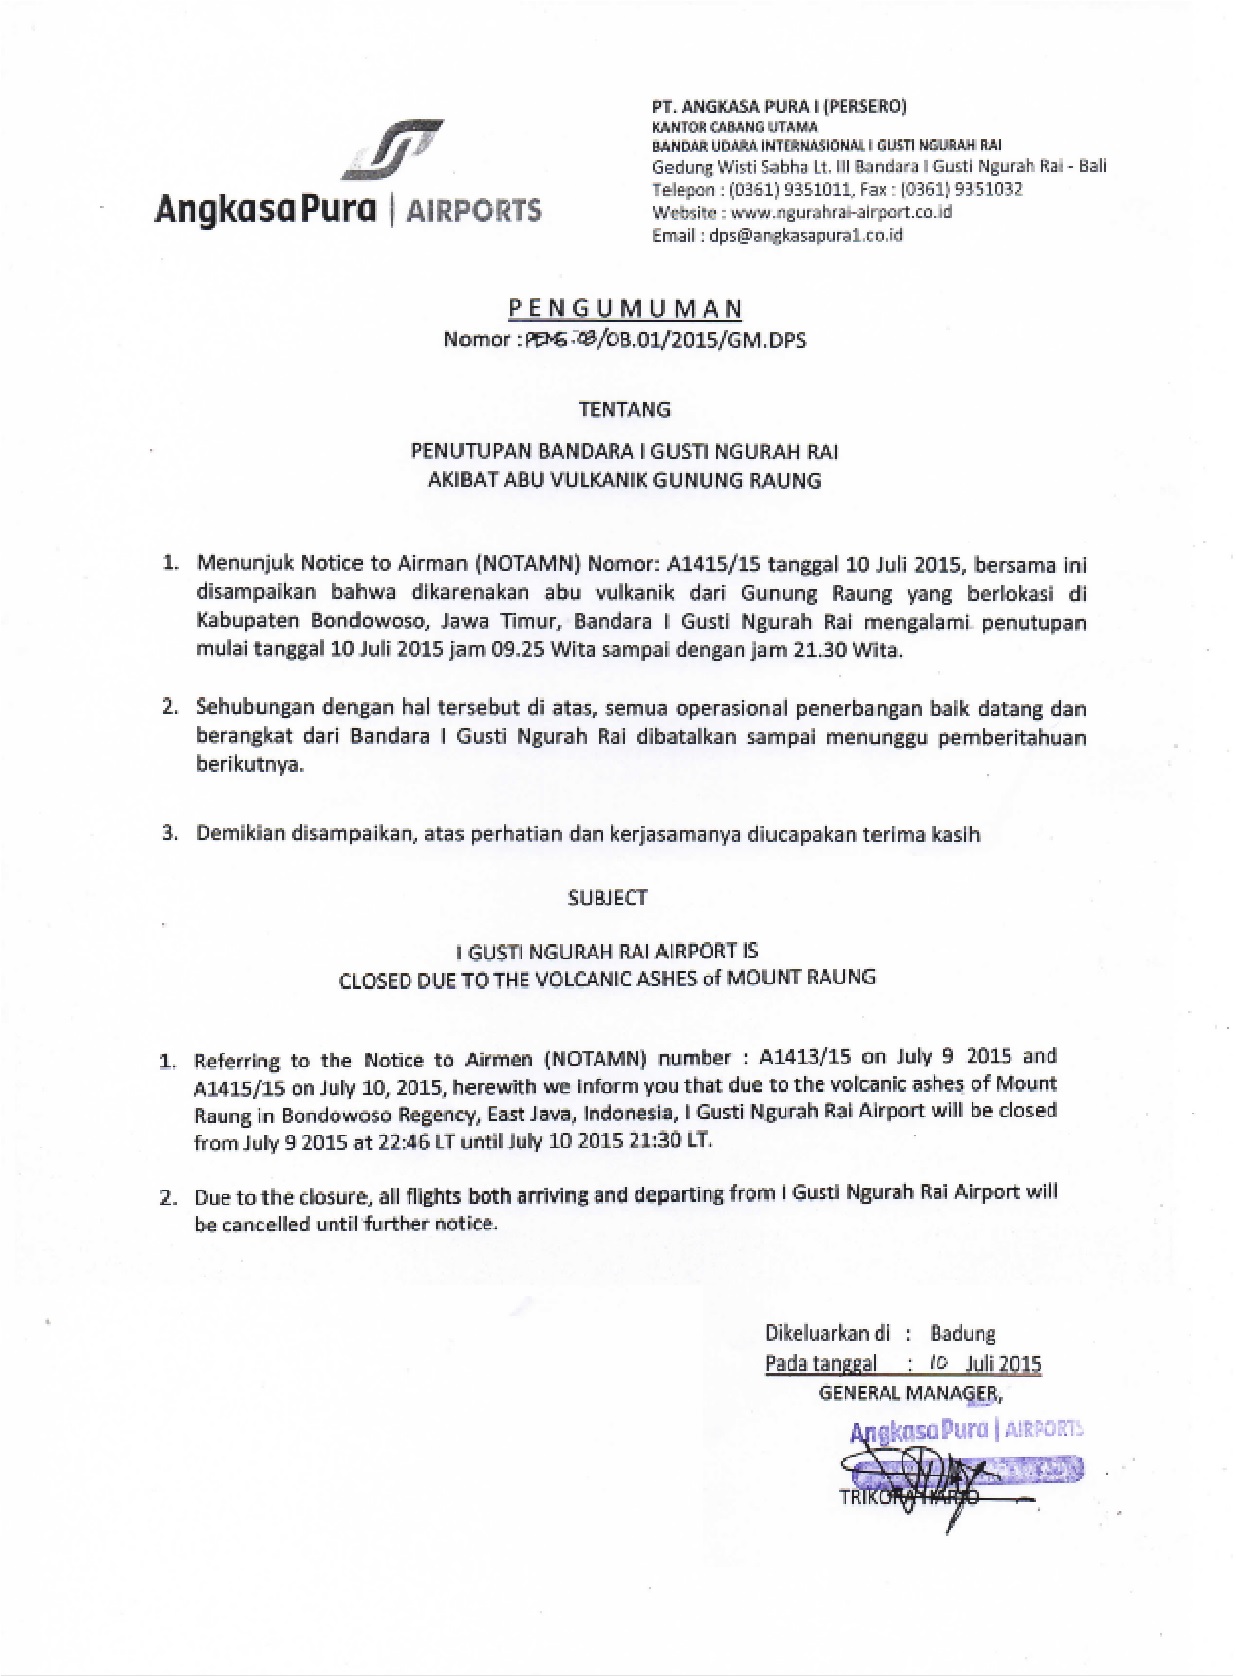 PT. ANGKASA PURA I (PERSERO)
KANTOR CABANG UTAMA
BANDAR UDARA INTERNASIONAL I GUSTI NGURAH RAI
Gedung Wisti Sabha Lt. III Bandara I Gusti Ngurah Rai - Bali
Telepon : (0361) 9351011, Fax : (0361) 9351032
Website : www.ngurahrai-airport.co.id
Email : dps@angkasapura1.co.id
AngkasaPura | AIRPORTS
PENGUMUMAN
Nomor : PEMG.03/OB.01/2015/GM.DPS
TENTANG
PENUTUPAN BANDARA I GUSTI NGURAH RAI
AKIBAT ABU VULKANIK GUNUNG RAUNG
1. Menunjuk Notice to Airman (NOTAMN) Nomor: A1415/15 tanggal 10 Juli 2015, bersama ini
disampaikan bahwa dikarenakan abu vulkanik dari Gunung Raung yang berlokasi di
Kabupaten Bondowoso, Jawa Timur, Bandara I Gusti Ngurah Rai mengalami penutupan
mulai tanggal 10 Juli 2015 jam 09.25 Wita sampai dengan jam 21.30 Wita.
2. Sehubungan dengan hal tersebut di atas, semua operasional penerbangan baik datang dan
berangkat dari Bandara I Gusti Ngurah Rai dibatalkan sampai menunggu pemberitahuan
berikutnya.
3. Demikian disampaikan, atas perhatian dan kerjasamanya diucapakan terima kasih
SUBJECT
I GUSTI NGURAH RAI AIRPORT IS
CLOSED DUE TO THE VOLCANIC ASHES of MOUNT RAUNG
1. Referring to the Notice to Airmen (NOTAMN) number : A1413/15 on July 9 2015 and
A1415/15 on July 10, 2015, herewith we inform you that due to the volcanic ashes of Mount
Raung in Bondowoso Regency, East Java, Indonesia, I Gusti Ngurah Rai Airport will be closed
from July 9 2015 at 22:46 LT until July 10 2015 21:30 LT.
2. Due to the closure, all flights both arriving and departing from I Gusti Ngurah Rai Airport will
be cancelled until further notice.
Dikeluarkan di : Badung
Pada tanggal : 10 Juli 2015
GENERAL MANAGER,
AngkasaPura | AIRPORTS
TRIKORA HARJO